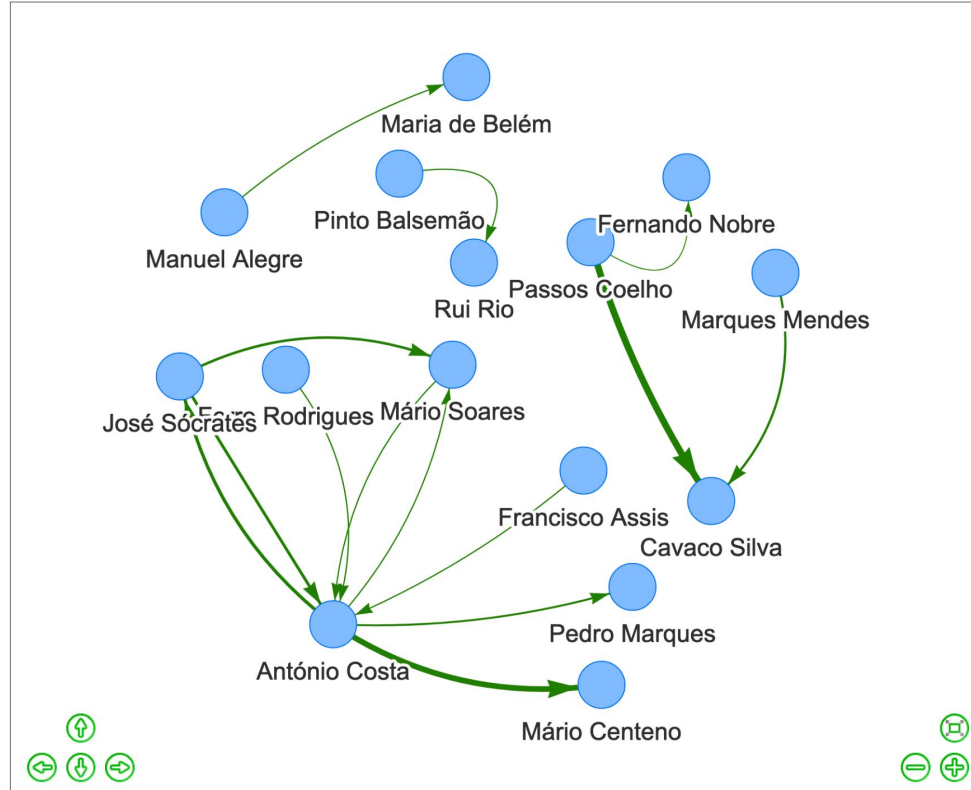 Maria de Belém
Pinto Balsemão
Fernando Nobre
Manuel Alegre
Passos Coelho
Rui Rio
Marques Mendes
José Sócrates
Rodrigues
Mário Soares
Francisco Assis
Cavaco Silva
Pedro Marques
António Costa
Mário Centeno